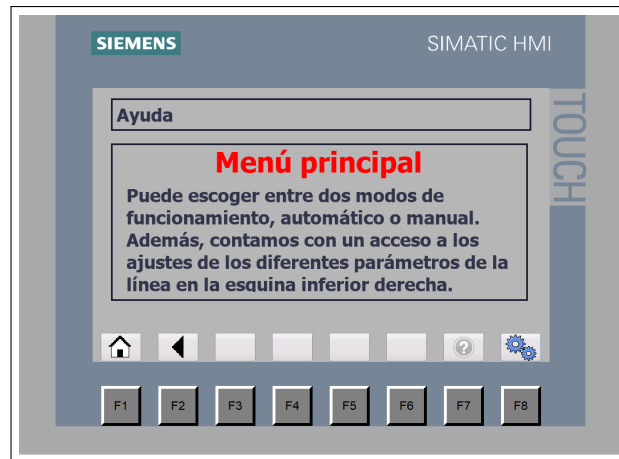 SIEMENS
SIMATIC HMI
TOUCH
Ayuda
Menú principal
Puede escoger entre dos modos de
funcionamiento, automático o manual.
Además, contamos con un acceso a los
ajustes de los diferentes parámetros de la
línea en la esquina inferior derecha.
?
F1 F2 F3 F4 F5 F6 F7 F8